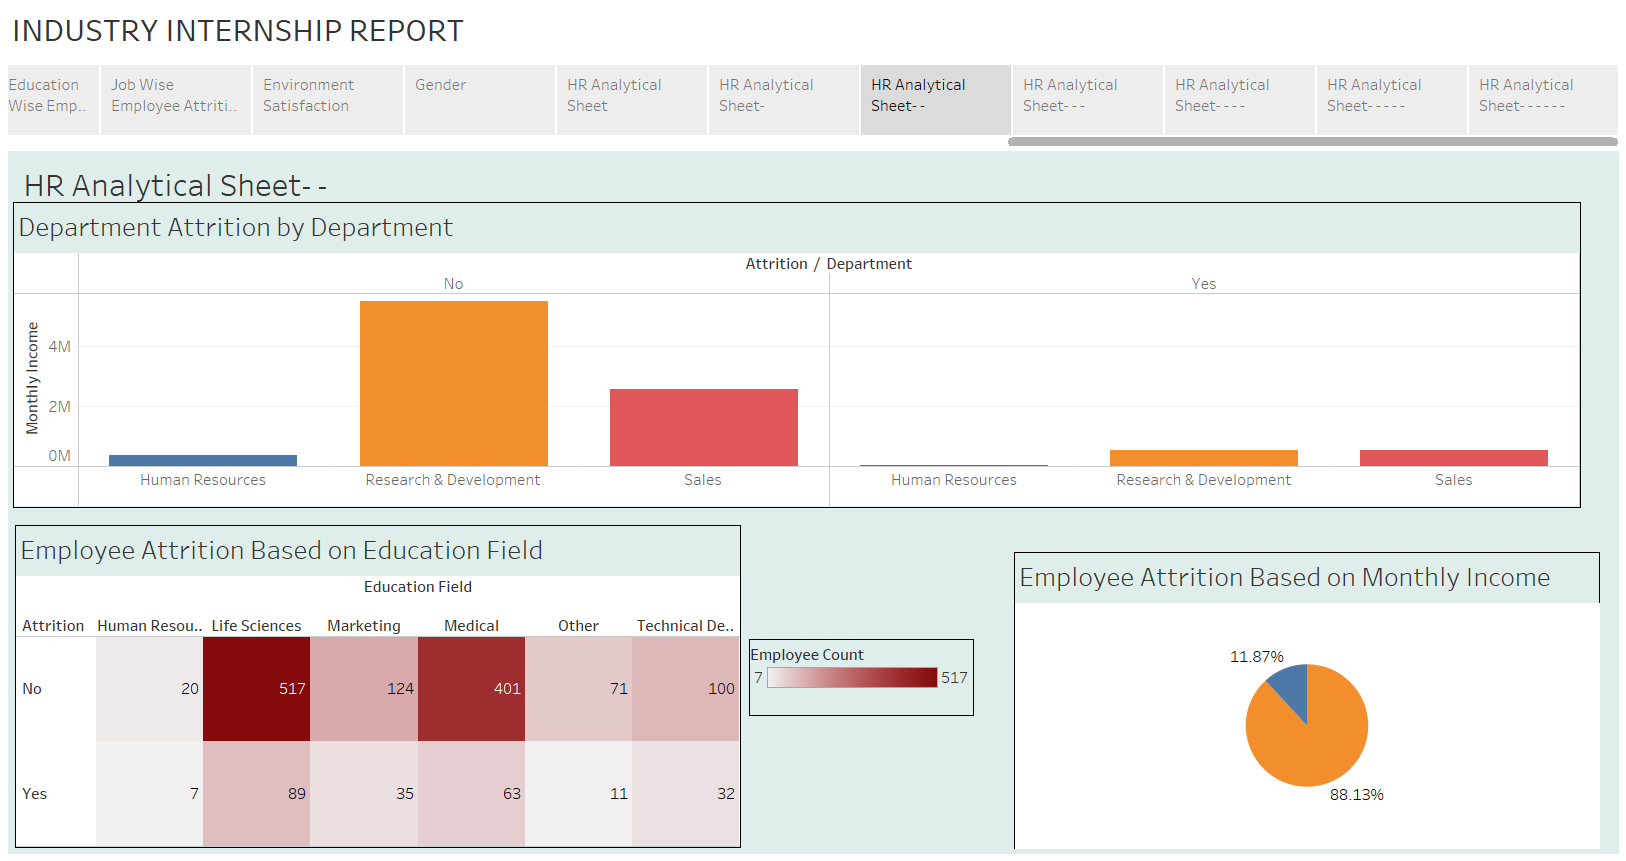 INDUSTRY INTERNSHIP REPORT
Education
Wise Emp..
Job Wise
Employee Attriti..
Environment
Satisfaction
Gender
HR Analytical
Sheet
HR Analytical
Sheet-
HR Analytical
Sheet- -
HR Analytical
Sheet- - -
HR Analytical
Sheet- - - -
HR Analytical
Sheet- - - - -
HR Analytical
Sheet- - - - - -
HR Analytical Sheet- -
Department Attrition by Department
Attrition / Department
No
Yes
Monthly Income
4M
2M
0M
Human Resources
Research & Development
Sales
Human Resources
Research & Development
Sales
Employee Attrition Based on Education Field
Education Field
Attrition Human Resou.. Life Sciences Marketing Medical Other Technical De..
No 20 517 124 401 71 100
Yes 7 89 35 63 11 32
Employee Count
7 517
Employee Attrition Based on Monthly Income
11.87%
88.13%